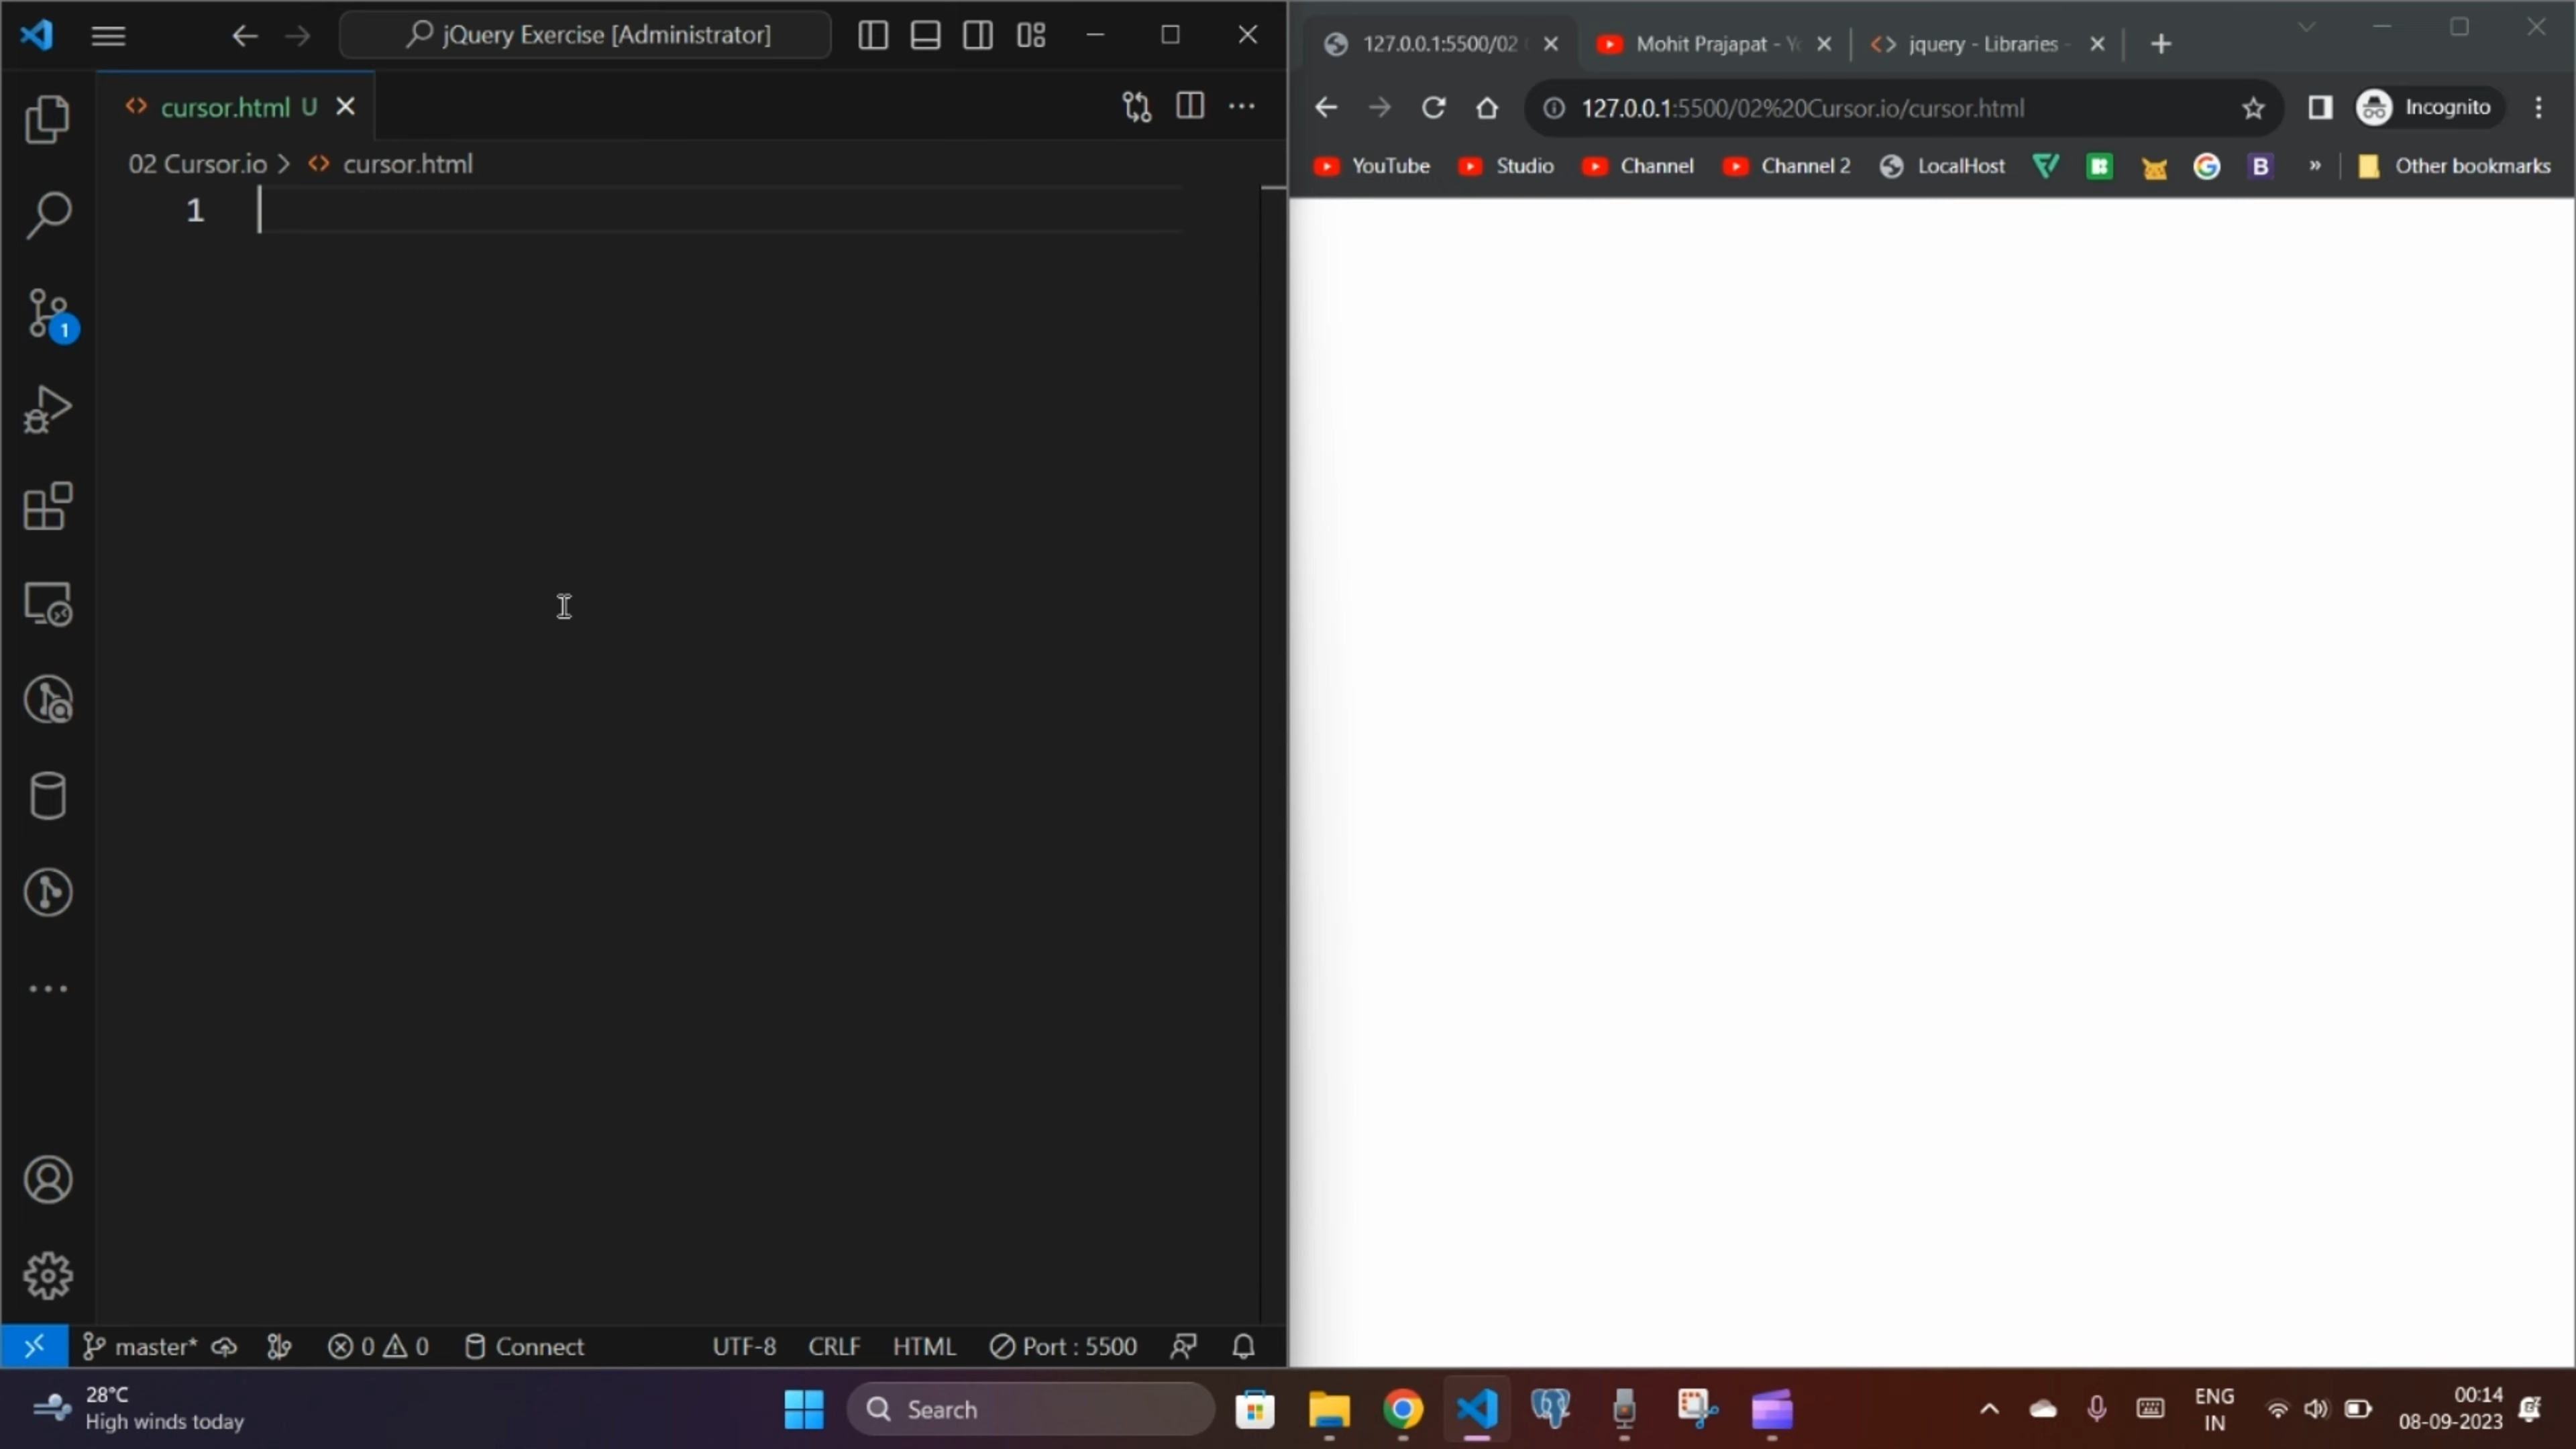 jQuery Exercise [Administrator]
cursor.html U
02 Cursor.io > cursor.html
1
1
master*
0
0
Connect
UTF-8
CRLF
HTML
Port : 5500
127.0.0.1:5500/02
Mohit Prajapat -
jquery - Libraries -
127.0.0.1:5500/02%20Cursor.io/cursor.html
Incognito
YouTube
Studio
Channel
Channel 2
LocalHost
B
»
Other bookmarks
28°C
High winds today
Search
ENG
IN
00:14
08-09-2023